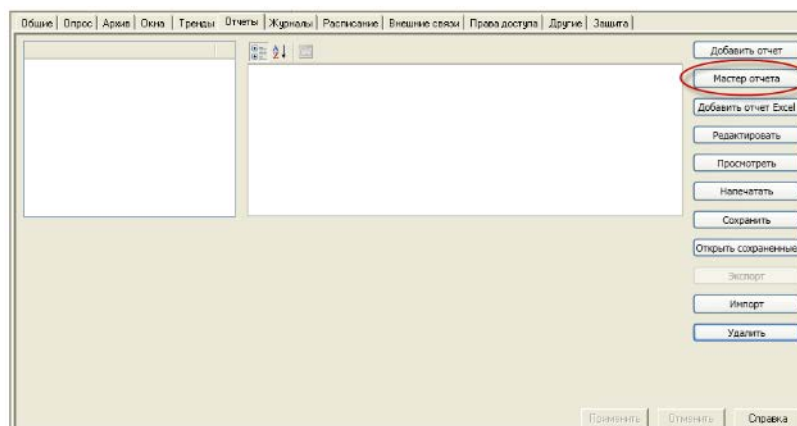 Общие Опрос Архив Окна Тренды Отчеты Журналы Расписание Внешние связи Права доступа Другие Защита
Добавить отчет
Мастер отчета
Добавить отчет Excel
Редактировать
Просмотреть
Напечатать
Сохранить
Открыть сохраненные
Экспорт
Импорт
Удалить
Применить Отменить Справка